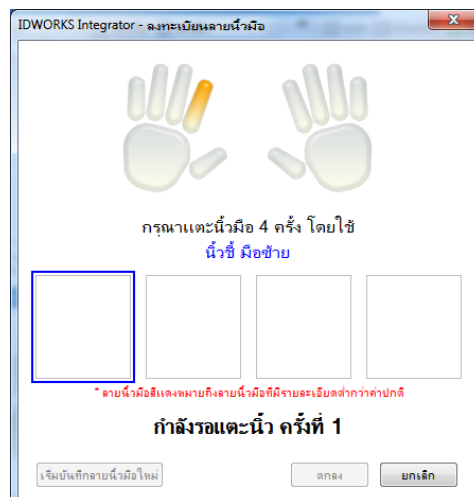 IDWORKS Integrator - ลงทะเบียนลายนิ้วมือ
กรุณาแตะนิ้วมือ 4 ครั้ง โดยใช้
นิ้วชี้ มือซ้าย
* ลายนิ้วมือสีแดงหมายถึงลายนิ้วมือที่มีรายละเอียดต่ำกว่าค่าปกติ
กำลังรอแตะนิ้ว ครั้งที่ 1
เริ่มบันทึกลายนิ้วมือใหม่
ตกลง
ยกเลิก